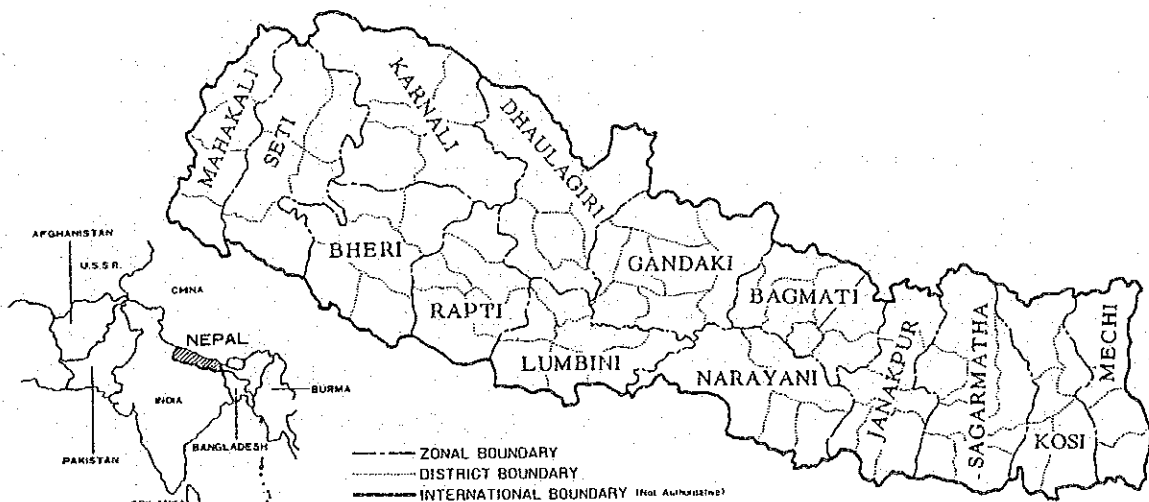 MAHAKALI
SETI
KARNALI
DHAULAGIRI
BHERI
RAPTI
GANDAKI
BAGMATI
LUMBINI
NARAYANI
JANAKPUR
SAGARMATHA
KOSI
MECHI
AFGHANISTAN
U.S.S.R.
CHINA
NEPAL
INDIA
BURMA
BANGLADESH
PAKISTAN
ZONAL BOUNDARY
DISTRICT BOUNDARY
INTERNATIONAL BOUNDARY (Not Authoritative)